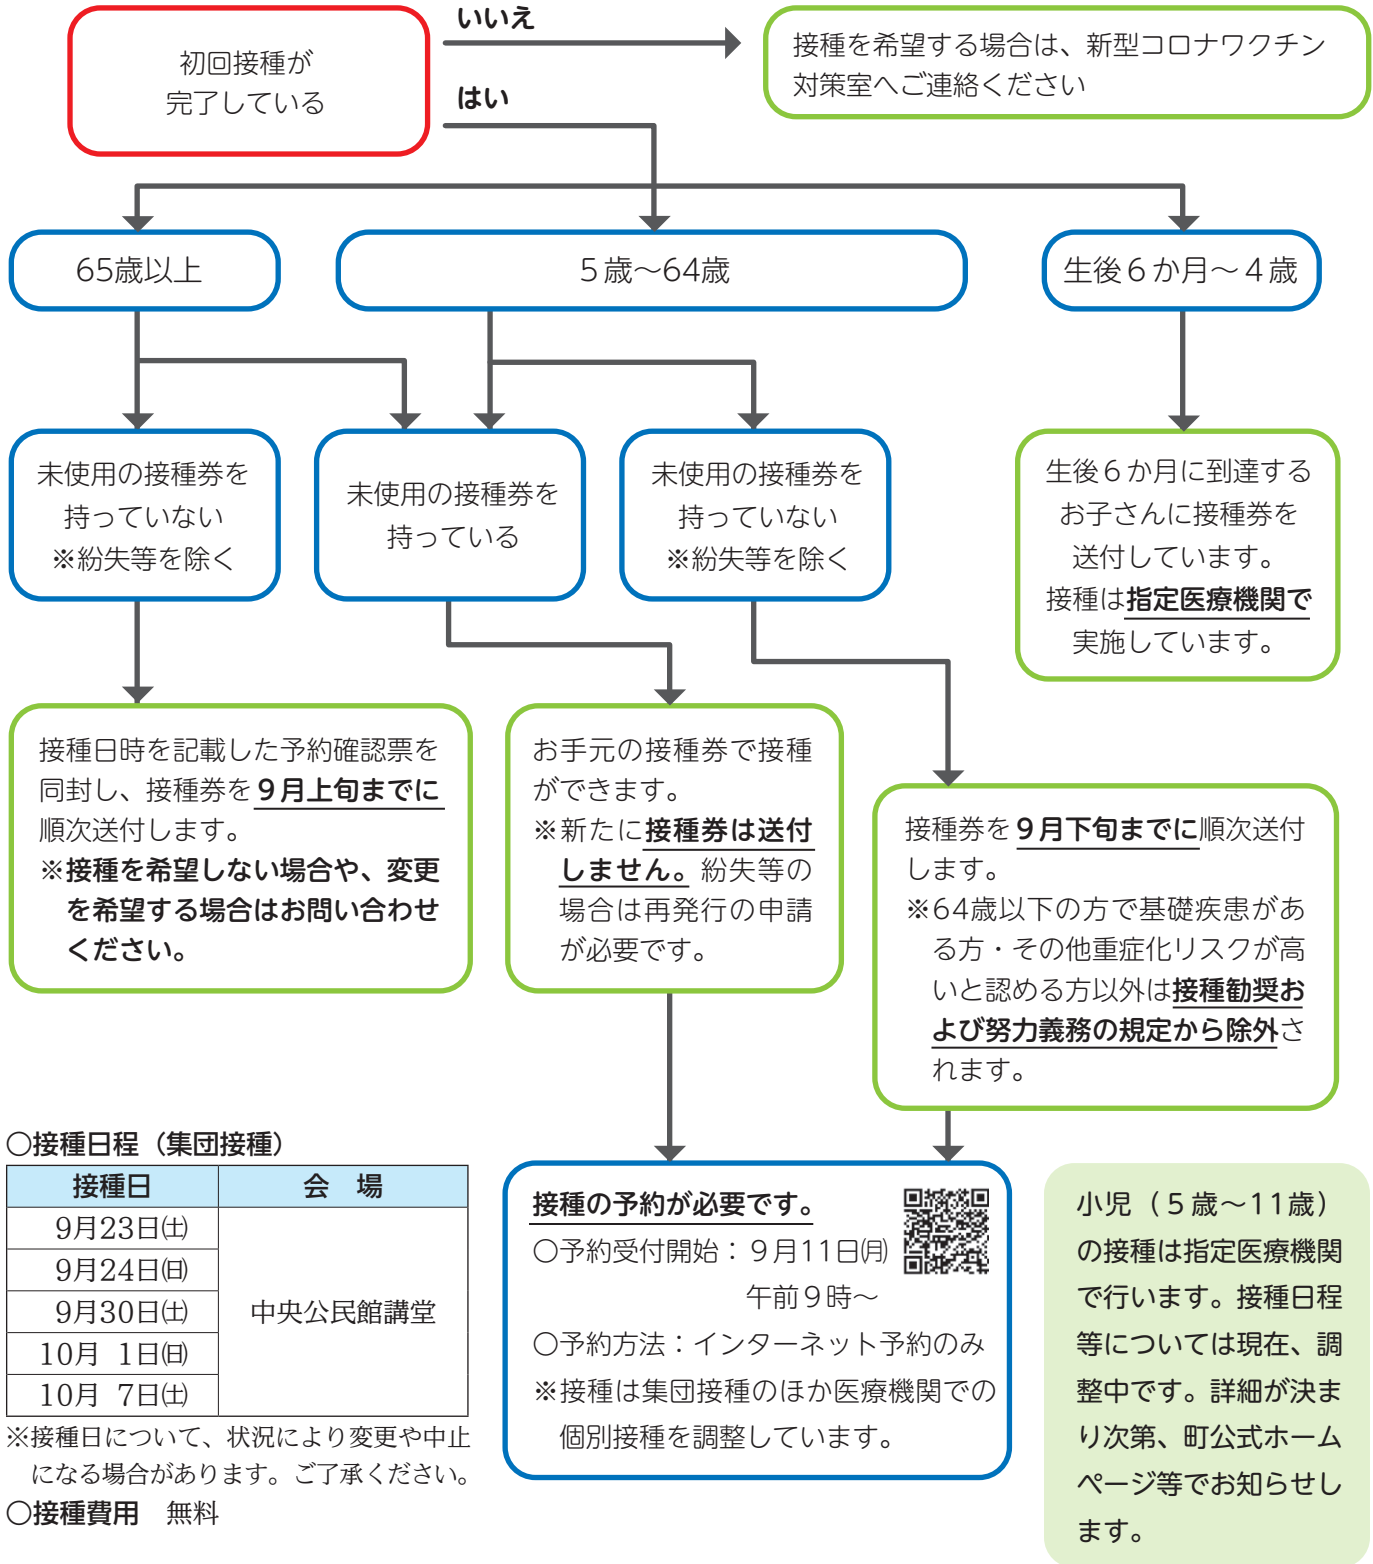 いいえ
初回接種が
完了している
接種を希望する場合は、新型コロナワクチン
対策室へご連絡ください
はい
65歳以上
５歳～64歳
生後６か月～４歳
未使用の接種券を
持っていない
※紛失等を除く
未使用の接種券を
持っている
未使用の接種券を
持っていない
※紛失等を除く
生後６か月に到達する
お子さんに接種券を
送付しています。
接種は指定医療機関で
実施しています。
接種日時を記載した予約確認票を
同封し、接種券を９月上旬までに
順次送付します。
※接種を希望しない場合や、変更
を希望する場合はお問い合わせ
ください。
お手元の接種券で接種
ができます。
※新たに接種券は送付
しません。紛失等の
場合は再発行の申請
が必要です。
接種券を９月下旬までに順次送付
します。
※64歳以下の方で基礎疾患があ
る方・その他重症化リスクが高
いと認める方以外は接種勧奨お
よび努力義務の規定から除外さ
れます。
○接種日程（集団接種）
接種日
会　場
9月23日㈯
9月24日㈰
9月30日㈯
10月 1日㈰
10月 7日㈯
中央公民館講堂
※接種日について、状況により変更や中止
になる場合があります。ご了承ください。
○接種費用　無料
接種の予約が必要です。
○予約受付開始：９月11日㈪
午前９時～
○予約方法：インターネット予約のみ
※接種は集団接種のほか医療機関での
個別接種を調整しています。
小児（５歳～11歳）
の接種は指定医療機関
で行います。接種日程
等については現在、調
整中です。詳細が決ま
り次第、町公式ホーム
ページ等でお知らせし
ます。